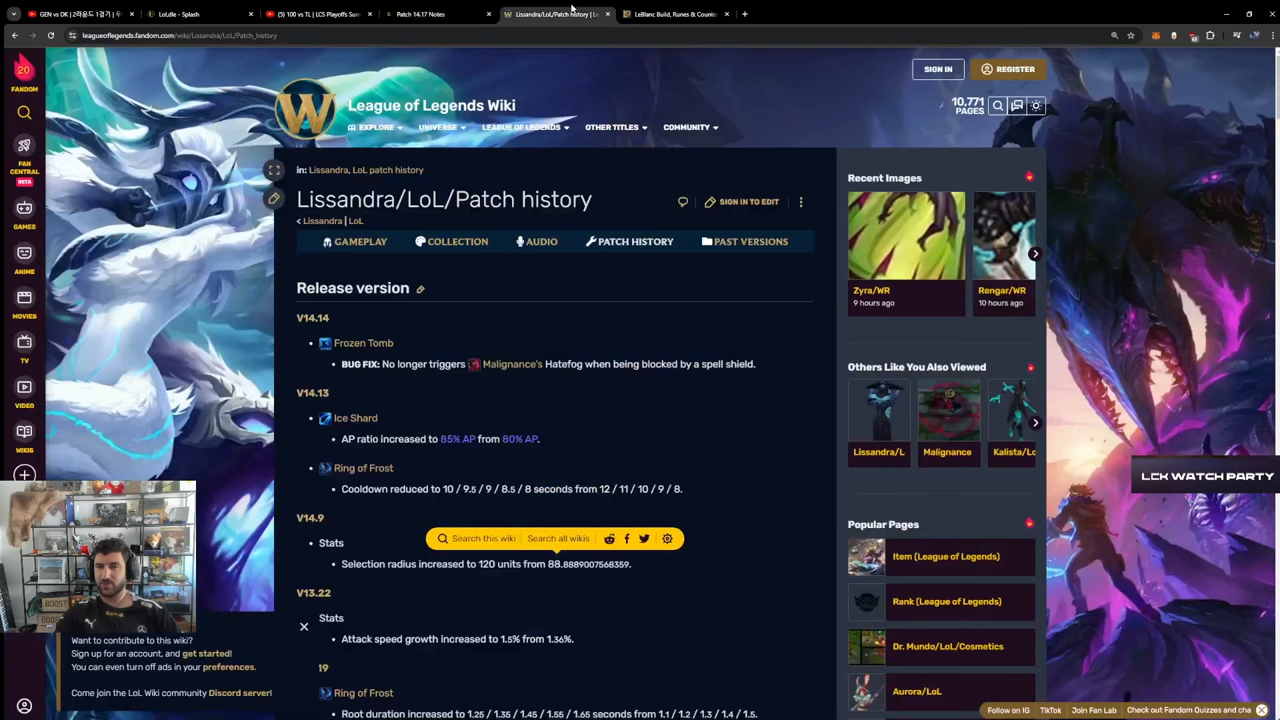 GEN vs DK | 2라운드 1경기 |
LoLdle - Splash
(5) 100 vs TL | LCS Playoffs Sum
Patch 14.17 Notes
Lissandra/LoL/Patch history | Le
LeBlanc Build, Runes & Counte
leagueoflegends.fandom.com/wiki/Lissandra/LoL/Patch_history
20
FANDOM
FAN CENTRAL
BETA
GAMES
ANIME
MOVIES
TV
VIDEO
WIKIS
SIGN IN
REGISTER
W
League of Legends Wiki
10,771
PAGES
EXPLORE
UNIVERSE
LEAGUE OF LEGENDS
OTHER TITLES
COMMUNITY
in: Lissandra, LoL patch history
Lissandra/LoL/Patch history
SIGN IN TO EDIT
< Lissandra | LoL
GAMEPLAY
COLLECTION
AUDIO
PATCH HISTORY
PAST VERSIONS
Release version
V14.14
Frozen Tomb
BUG FIX: No longer triggers Malignance's Hatefog when being blocked by a spell shield.
V14.13
Ice Shard
AP ratio increased to 85% AP from 80% AP.
Ring of Frost
Cooldown reduced to 10 / 9.5 / 9 / 8.5 / 8 seconds from 12 / 11 / 10 / 9 / 8.
V14.9
Stats
Selection radius increased to 120 units from 88.8889007568359.
V13.22
Stats
Attack speed growth increased to 1.5% from 1.36%.
19
Ring of Frost
Root duration increased to 1.25 / 1.35 / 1.45 / 1.55 / 1.65 seconds from 1.1 / 1.2 / 1.3 / 1.4 / 1.5.
Search this wiki
Search all wikis
Recent Images
Zyra/WR
9 hours ago
Rengar/WR
10 hours ago
Others Like You Also Viewed
Lissandra/L
Malignance
Kalista/Lo
Popular Pages
Item (League of Legends)
Rank (League of Legends)
Dr. Mundo/LoL/Cosmetics
Aurora/LoL
LCK WATCH PARTY
BOOST
BOOS
Want to contribute to this wiki?
Sign up for an account, and get started!
You can even turn off ads in your preferences.
Come join the LoL Wiki community Discord server!
Follow on IG
TikTok
Join Fan Lab
Check out Fandom Quizzes and cha